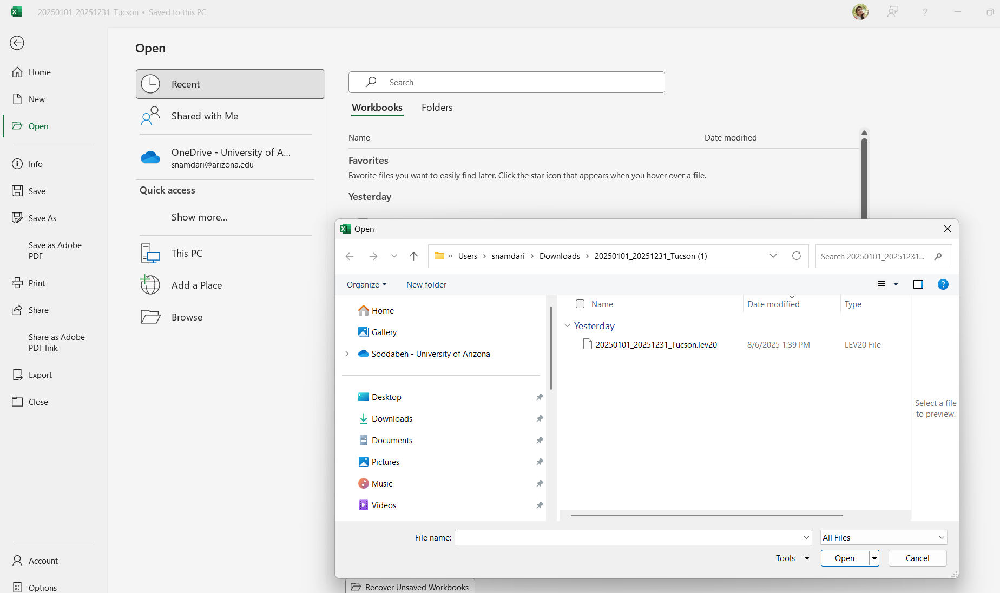 20250101_20251231_Tucson • Saved to this PC
?
Home
New
Open
Info
Save
Save As
Save as Adobe
PDF
Print
Share
Share as Adobe
PDF link
Export
Close
Account
Options
Open
Recent
Shared with Me
OneDrive - University of A...
snamdari@arizona.edu
Quick access
Show more...
This PC
Add a Place
Browse
Search
Workbooks
Folders
Name
Date modified
Favorites
Favorite files you want to easily find later. Click the star icon that appears when you hover over a file.
Yesterday
Open
« Users > snamdari > Downloads > 20250101_20251231_Tucson (1)
Search 20250101_20251231...
Organize
New folder
?
Home
Gallery
Soodabeh - University of Arizona
Desktop
Downloads
Documents
Pictures
Music
Videos
Name
Date modified
Type
Yesterday
20250101_20251231_Tucson.lev20
8/6/2025 1:39 PM
LEV20 File
Select a file
to preview.
File name:
All Files
Tools
Open
Cancel
Recover Unsaved Workbooks